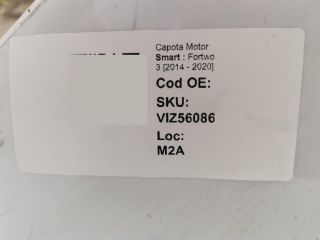 Capota Motor
Smart : Fortwo
3 [2014 - 2020]
Cod OE:
SKU:
VIZ56086
Loc:
M2A